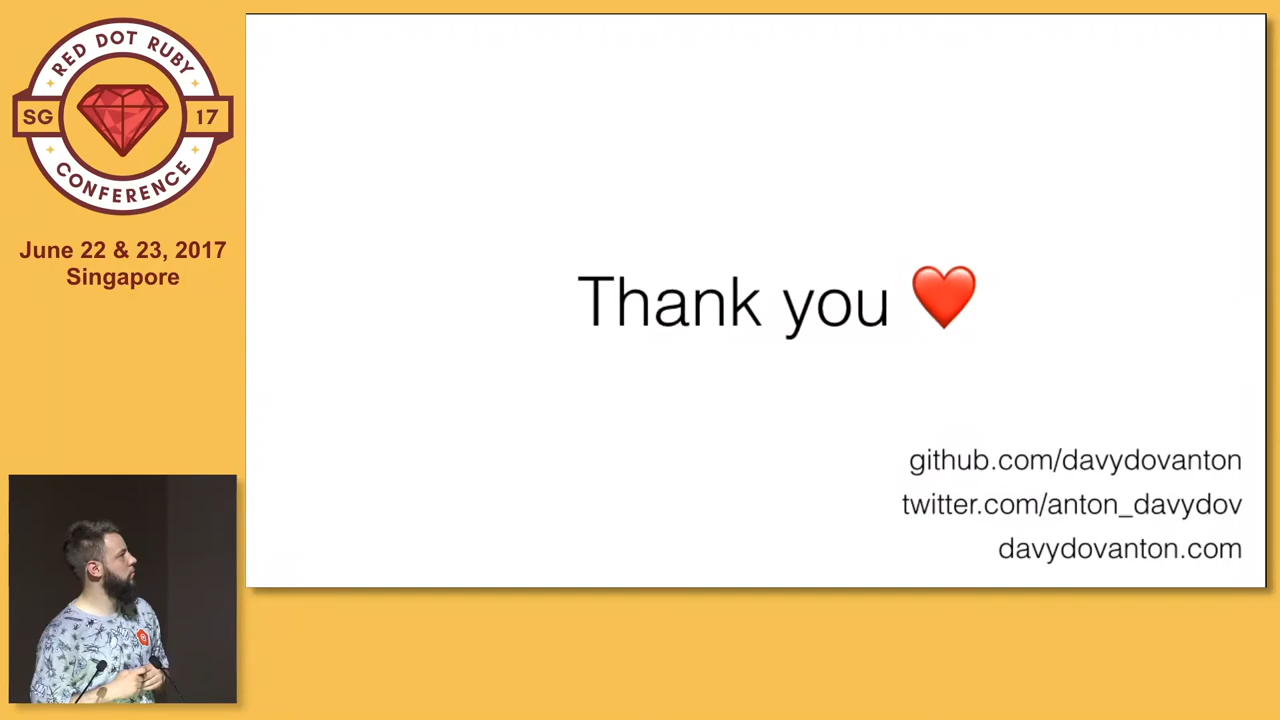 RED DOT RUBY
SG 17
CONFERENCE
June 22 & 23, 2017
Singapore
Thank you ❤️
github.com/davydovanton
twitter.com/anton_davydov
davydovanton.com